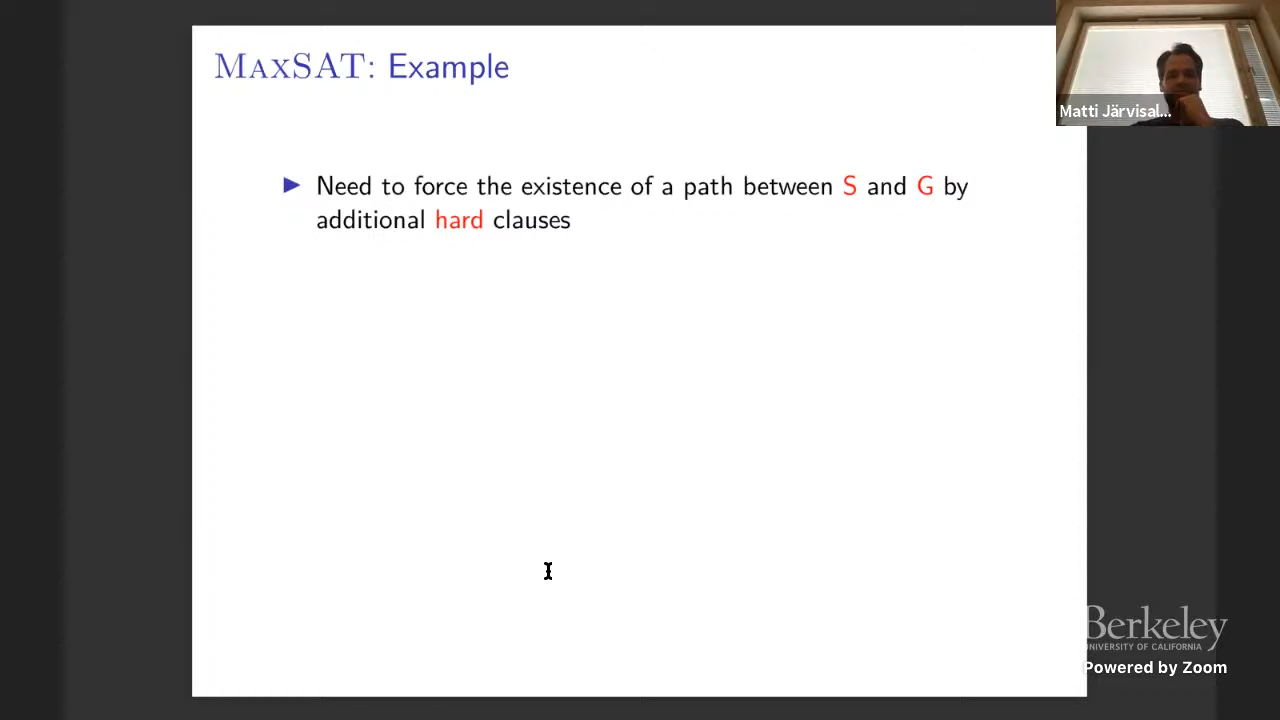 MaxSAT: Example
Need to force the existence of a path between S and G by
additional hard clauses
Matti Järvisal...
Berkeley
UNIVERSITY OF CALIFORNIA
Powered by Zoom